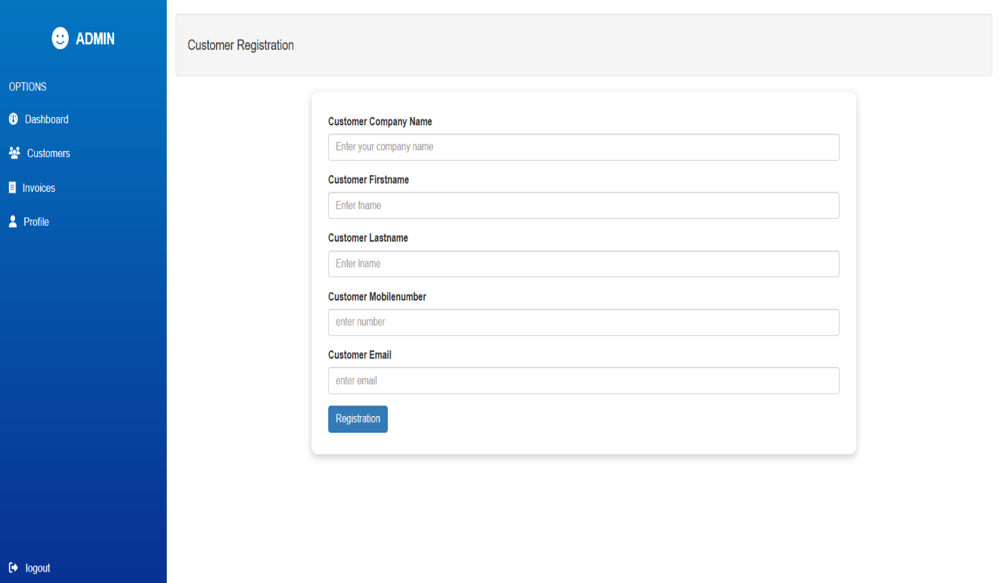 ADMIN
OPTIONS
Dashboard
Customers
Invoices
Profile
logout
Customer Registration
Customer Company Name
Enter your company name
Customer Firstname
Enter fname
Customer Lastname
Enter lname
Customer Mobilenumber
enter number
Customer Email
enter email
Registration